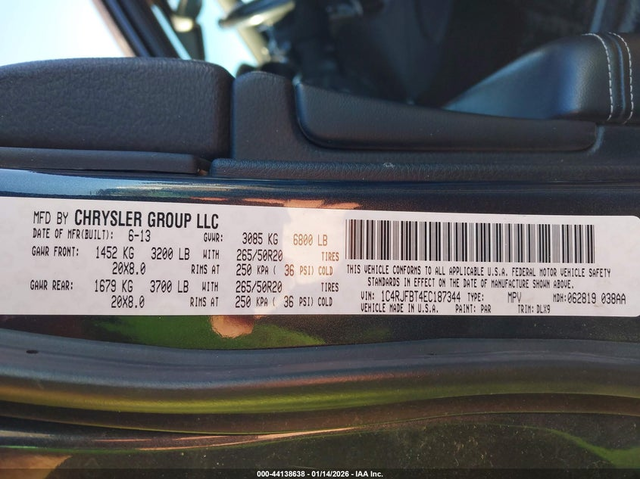 MFD BY CHRYSLER GROUP LLC
DATE OF MFR(BUILT): 6-13 GVWR: 3085 KG 6800 LB
GAWR FRONT: 1452 KG 3200 LB WITH 265/50R20 TIRES
20X8.0 RIMS AT 250 KPA ( 36 PSI) COLD
GAWR REAR: 1679 KG 3700 LB WITH 265/50R20 TIRES
20X8.0 RIMS AT 250 KPA ( 36 PSI) COLD
THIS VEHICLE CONFORMS TO ALL APPLICABLE U.S.A. FEDERAL MOTOR VEHICLE SAFETY
STANDARDS IN EFFECT ON THE DATE OF MANUFACTURE SHOWN ABOVE.
VIN: 1C4RJFBT4EC187344 TYPE: MPV MDH: 062819 038AA
VEHICLE MADE IN U.S.A. PAINT: PAR TRIM: DLX9
000-44138638 - 01/14/2026 - IAA Inc.